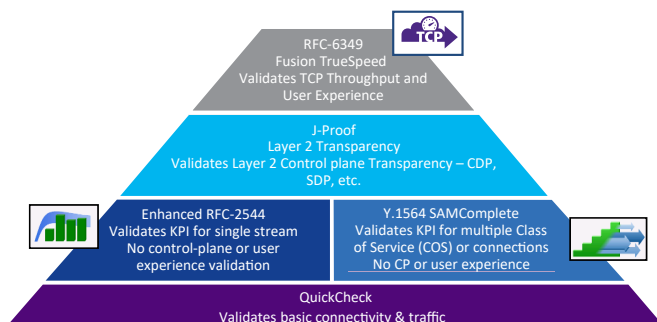 TCP
RFC-6349
Fusion TrueSpeed
Validates TCP Throughput and
User Experience
J-Proof
Layer 2 Transparency
Validates Layer 2 Control plane Transparency – CDP,
SDP, etc.
Enhanced RFC-2544
Validates KPI for single stream
No control-plane or user
experience validation
Y.1564 SAMComplete
Validates KPI for multiple Class
of Service (COS) or connections
No CP or user experience
QuickCheck
Validates basic connectivity & traffic